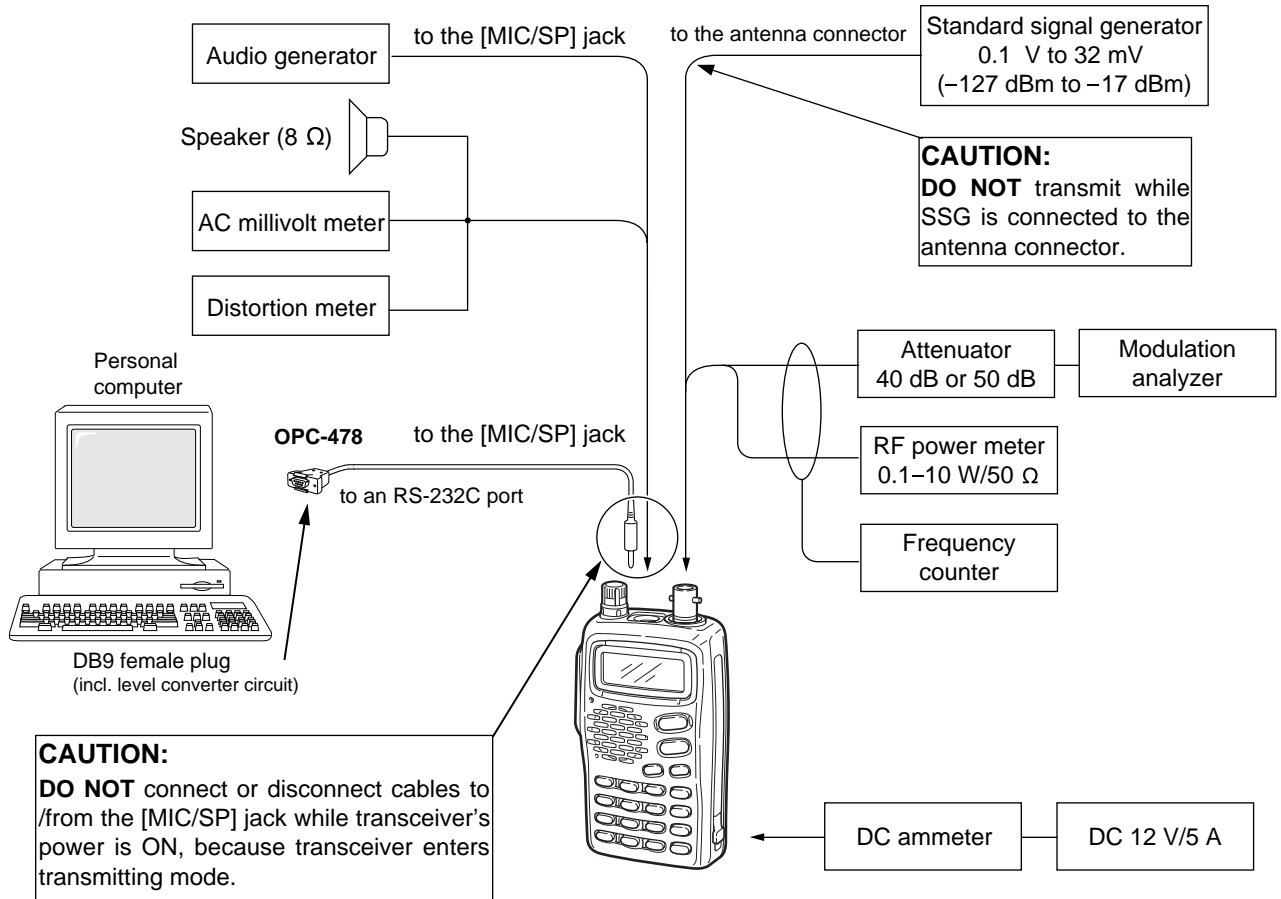 Audio generator
to the [MIC/SP] jack
to the antenna connector
Standard signal generator
0.1 V to 32 mV
(−127 dBm to −17 dBm)
Speaker (8 Ω)
CAUTION:
DO NOT transmit while
SSG is connected to the
antenna connector.
AC millivolt meter
Distortion meter
Attenuator
40 dB or 50 dB
Modulation
analyzer
Personal
computer
OPC-478
to the [MIC/SP] jack
to an RS-232C port
RF power meter
0.1–10 W/50 Ω
Frequency
counter
DB9 female plug
(incl. level converter circuit)
CAUTION:
DO NOT connect or disconnect cables to
/from the [MIC/SP] jack while transceiver's
power is ON, because transceiver enters
transmitting mode.
DC ammeter
DC 12 V/5 A